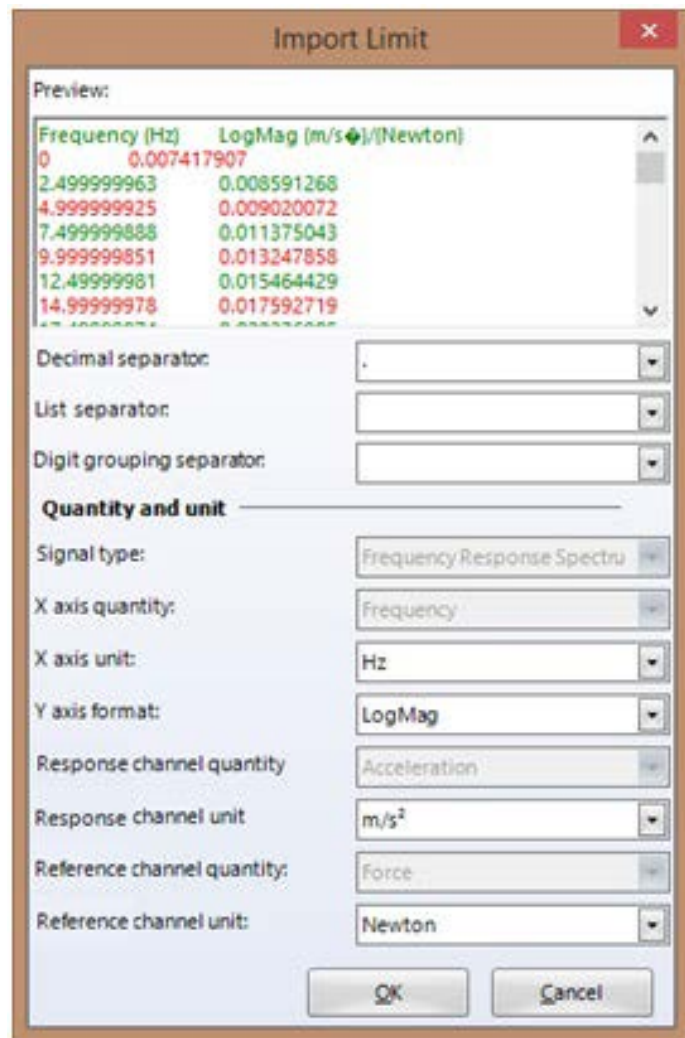 Import Limit
Preview:
Frequency (Hz) LogMag (m/s�)/(Newton)
0 0.007417907
2.499999963 0.008591268
4.999999925 0.009020072
7.499999888 0.011375043
9.999999851 0.013247858
12.49999981 0.015464429
14.99999978 0.017592719
Decimal separator: .
List separator:
Digit grouping separator:
Quantity and unit
Signal type: Frequency Response Spectru
X axis quantity: Frequency
X axis unit: Hz
Y axis format: LogMag
Response channel quantity Acceleration
Response channel unit m/s²
Reference channel quantity: Force
Reference channel unit: Newton
OK Cancel